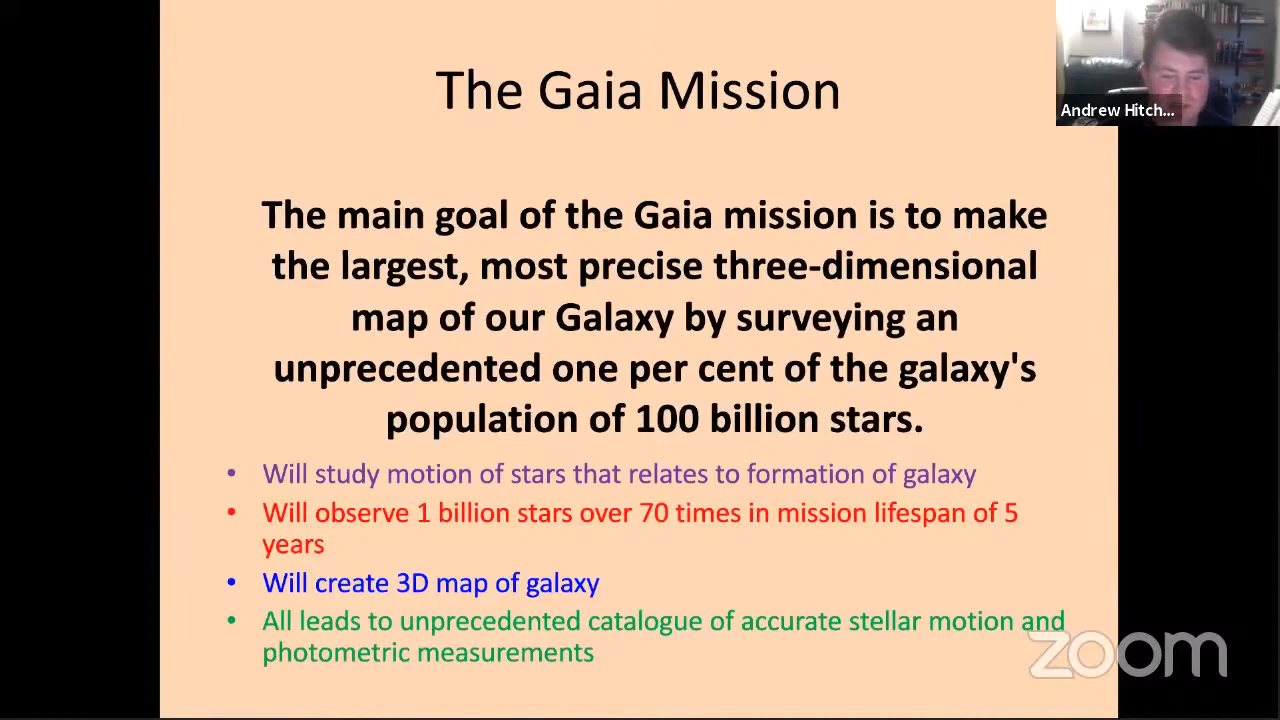 The Gaia Mission
Andrew Hitch...
The main goal of the Gaia mission is to make
the largest, most precise three-dimensional
map of our Galaxy by surveying an
unprecedented one per cent of the galaxy's
population of 100 billion stars.
• Will study motion of stars that relates to formation of galaxy
• Will observe 1 billion stars over 70 times in mission lifespan of 5
years
• Will create 3D map of galaxy
• All leads to unprecedented catalogue of accurate stellar motion and
photometric measurements
zoom